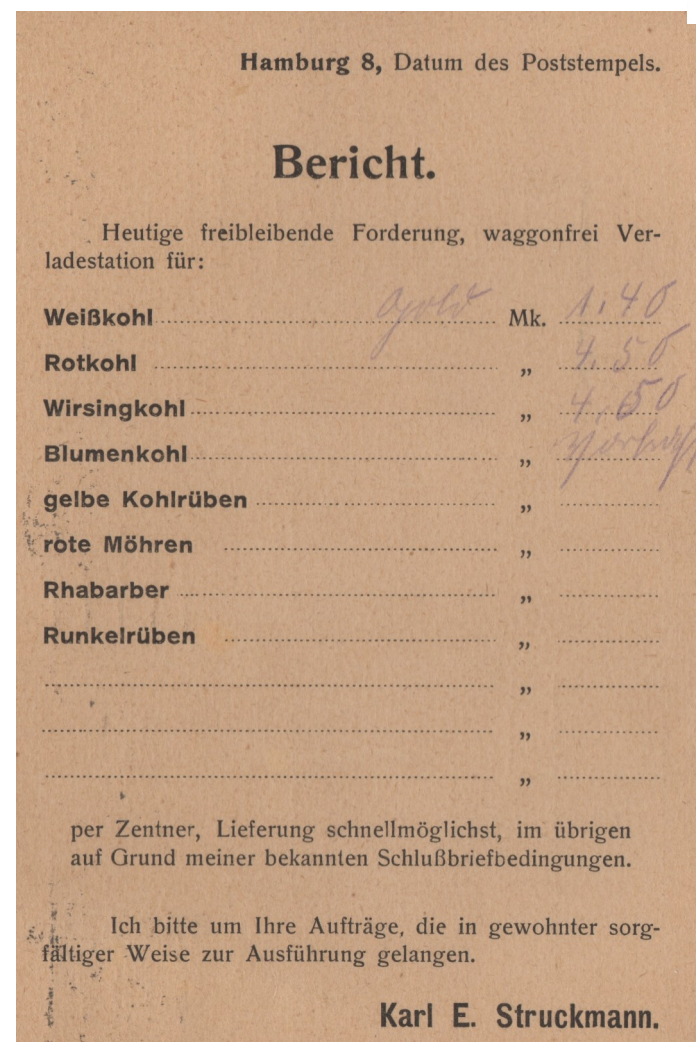 Hamburg 8, Datum des Poststempels.
Bericht.
Heutige freibleibende Forderung, waggonfrei Ver-
ladestation für:
Weißkohl Gold Mk. 1.40
Rotkohl „ 4.50
Wirsingkohl „ 4.50
Blumenkohl „
gelbe Kohlrüben „
rote Möhren „
Rhabarber „
Runkelrüben „
„
„
„
per Zentner, Lieferung schnellmöglichst, im übrigen
auf Grund meiner bekannten Schlußbriefbedingungen.
Ich bitte um Ihre Aufträge, die in gewohnter sorg-
fältiger Weise zur Ausführung gelangen.
Karl E. Struckmann.